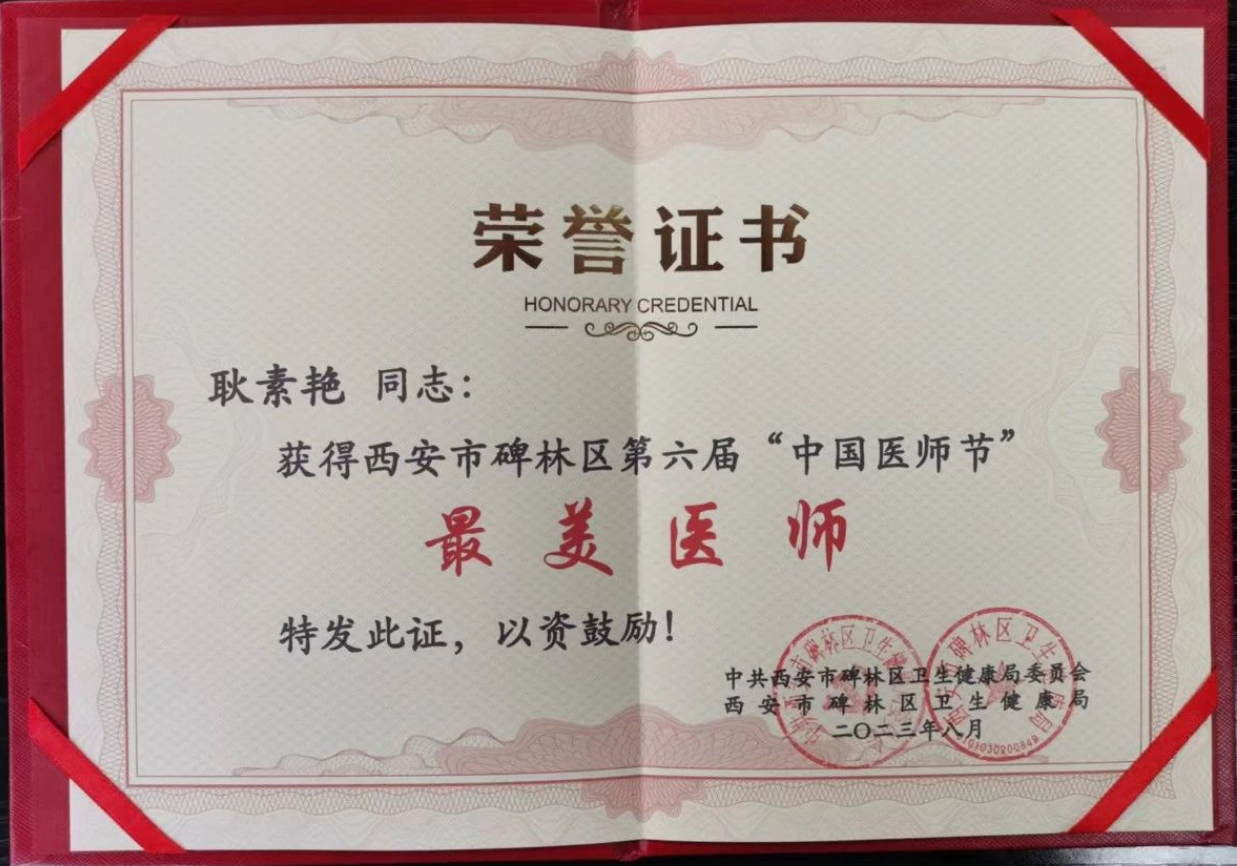 荣誉证书
HONORARY CREDENTIAL
耿素艳 同志：
获得西安市碑林区第六届“中国医师节”
最美医师
特发此证，以资鼓励！
中共西安市碑林区卫生健康局委员会
西安市碑林区卫生健康局
二〇二三年八月